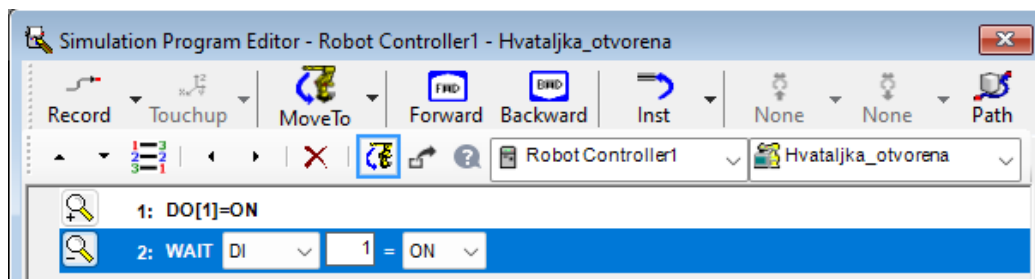 Simulation Program Editor - Robot Controller1 - Hvataljka_otvorena
Record Touchup MoveTo FWD Forward BWD Backward Inst None None Path
Robot Controller1 Hvataljka_otvorena
1: DO[1]=ON
2: WAIT DI 1 = ON